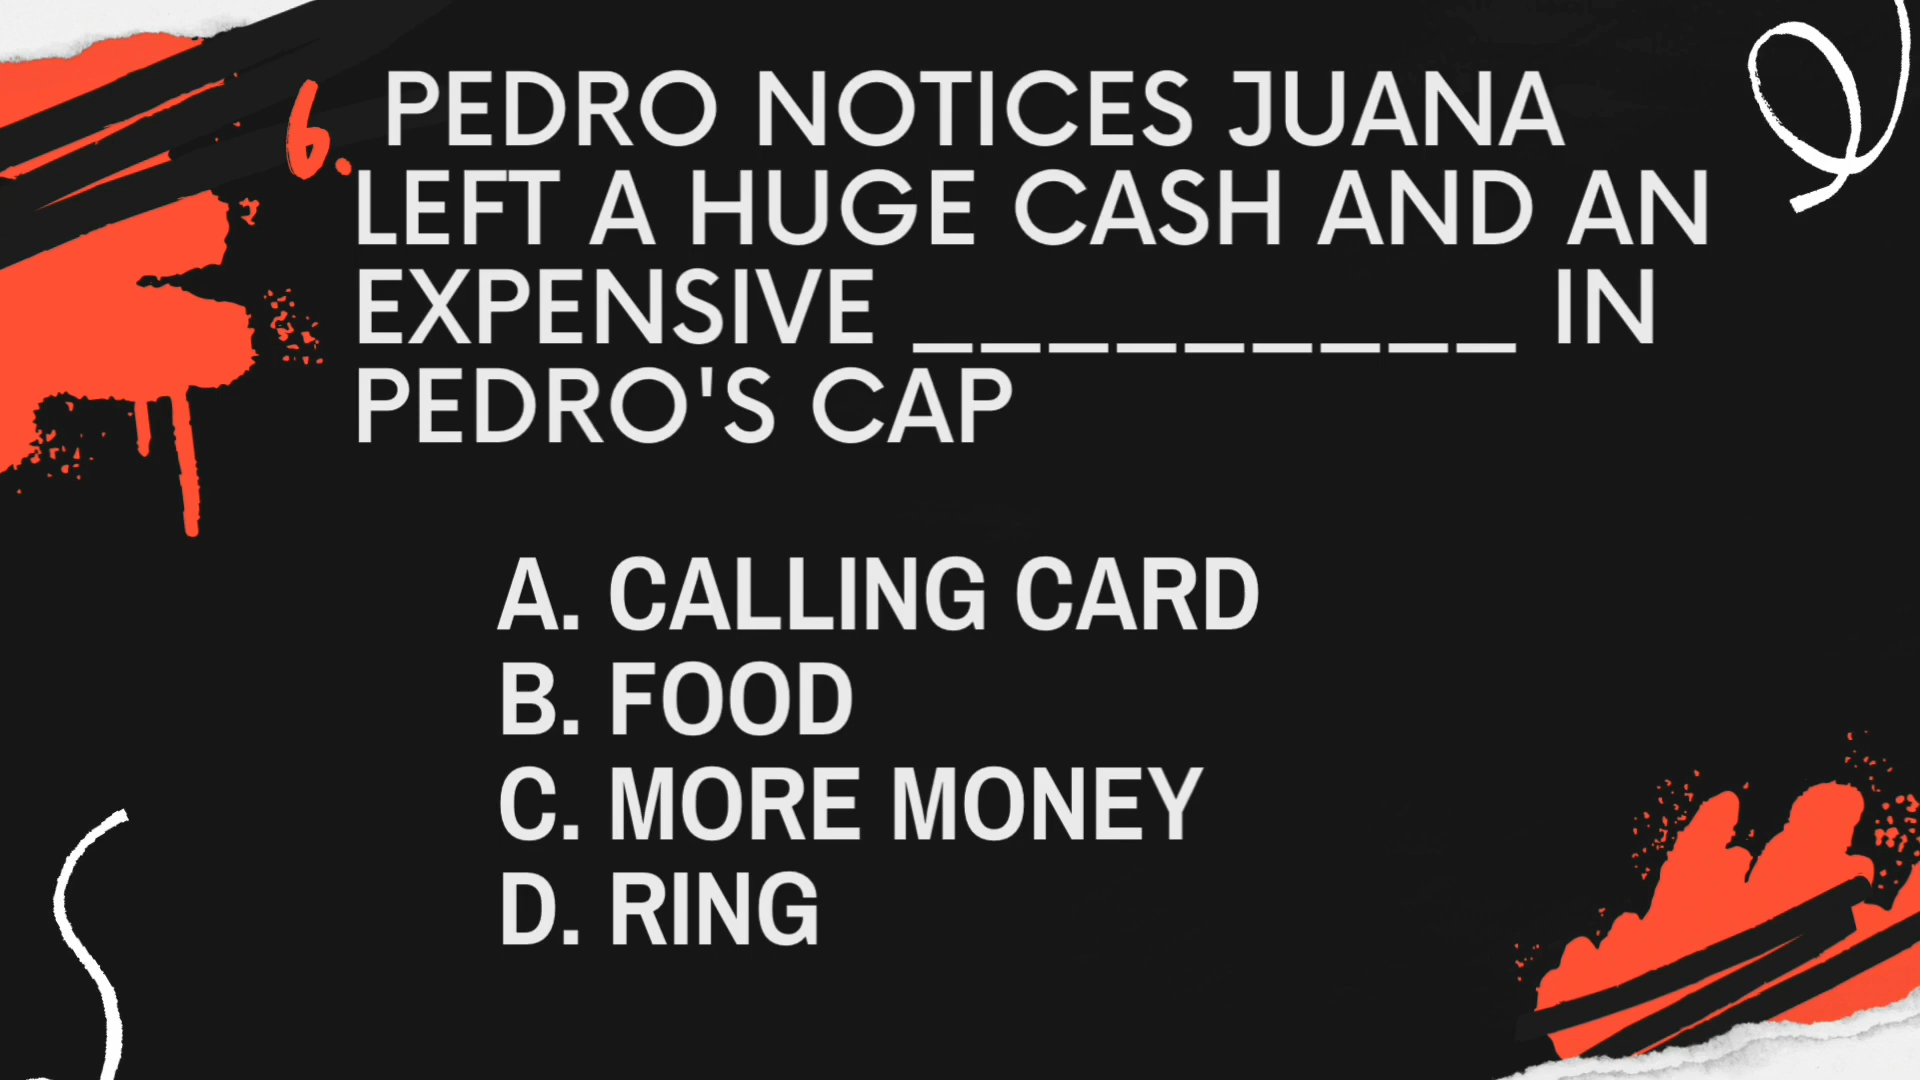 6. PEDRO NOTICES JUANA
LEFT A HUGE CASH AND AN
EXPENSIVE _________ IN
PEDRO'S CAP
A. CALLING CARD
B. FOOD
C. MORE MONEY
D. RING